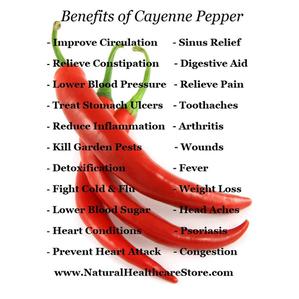 Benefits of Cayenne Pepper
- Improve Circulation - Sinus Relief
- Relieve Constipation - Digestive Aid
- Lower Blood Pressure - Relieve Pain
- Treat Stomach Ulcers - Toothaches
- Reduce Inflammation - Arthritis
- Kill Garden Pests - Wounds
- Detoxification - Fever
- Fight Cold & Flu - Weight Loss
- Lower Blood Sugar - Head Aches
- Heart Conditions - Psoriasis
- Prevent Heart Attack - Congestion
www.NaturalHealthcareStore.com